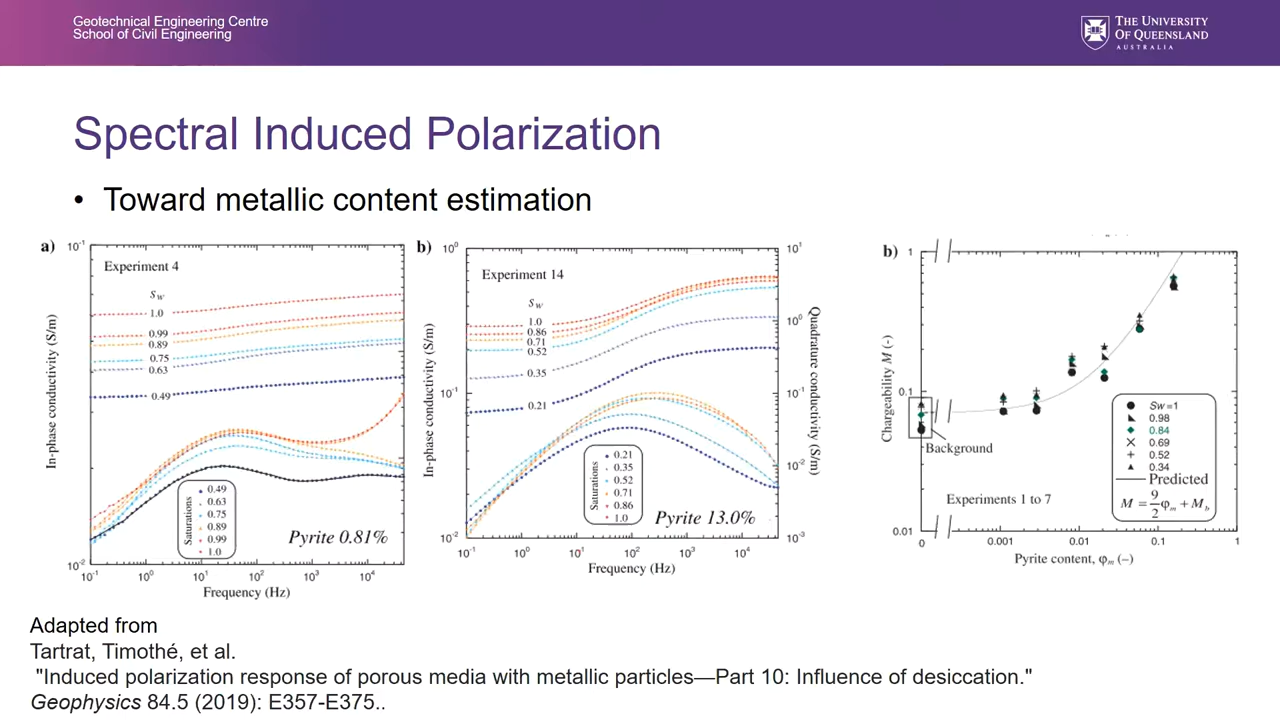 Geotechnical Engineering Centre
School of Civil Engineering
THE UNIVERSITY
OF QUEENSLAND
AUSTRALIA
Spectral Induced Polarization
• Toward metallic content estimation
a)
10⁻¹
Experiment 4
S_W
1.0
0.99
0.89
0.75
0.63
0.49
In-phase conductivity (S/m)
Saturations
0.49
0.63
0.75
0.89
0.99
1.0
Pyrite 0.81%
10⁻²
10⁻¹ 10⁰ 10¹ 10² 10³ 10⁴
Frequency (Hz)
b)
10⁰
10⁻¹
10⁻²
Experiment 14
S_W
1.0
0.86
0.71
0.52
0.35
0.21
In-phase conductivity (S/m)
Saturations
0.21
0.35
0.52
0.71
0.86
1.0
Pyrite 13.0%
10¹
10⁰
10⁻¹
10⁻²
10⁻³
Quadrature conductivity (S/m)
10⁻¹ 10⁰ 10¹ 10² 10³ 10⁴
Frequency (Hz)
b)
1
0.1
0.01
Chargeability M (-)
Background
Experiments 1 to 7
Sw=1
0.98
0.84
0.69
0.52
0.34
Predicted
M = 9/2 φ_m + M_b
0 0.001 0.01 0.1 1
Pyrite content, φ_m (–)
Adapted from
Tartrat, Timothé, et al.
"Induced polarization response of porous media with metallic particles—Part 10: Influence of desiccation."
Geophysics 84.5 (2019): E357-E375..